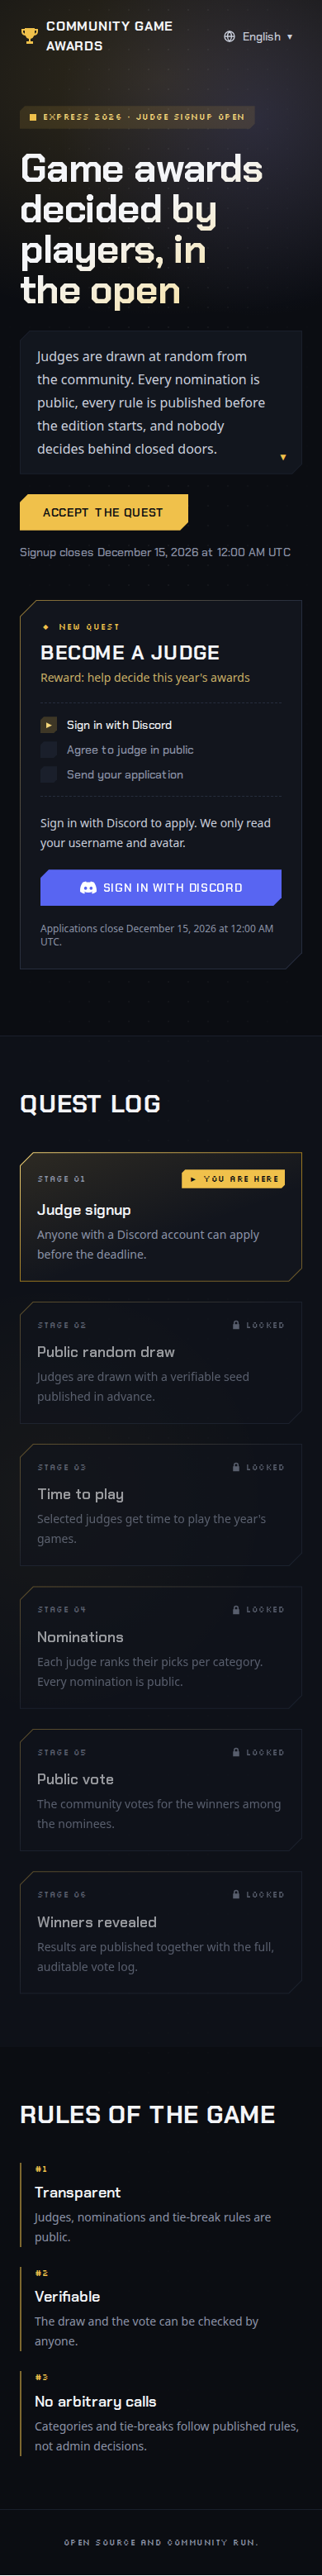 COMMUNITY GAME
AWARDS
English ▼
EXPRESS 2026 · JUDGE SIGNUP OPEN
Game awards
decided by
players, in
the open
Judges are drawn at random from
the community. Every nomination is
public, every rule is published before
the edition starts, and nobody
decides behind closed doors.
▼
ACCEPT THE QUEST
Signup closes December 15, 2026 at 12:00 AM UTC
◆ NEW QUEST
BECOME A JUDGE
Reward: help decide this year's awards
▶ Sign in with Discord
Agree to judge in public
Send your application
Sign in with Discord to apply. We only read
your username and avatar.
SIGN IN WITH DISCORD
Applications close December 15, 2026 at 12:00 AM
UTC.
QUEST LOG
STAGE 01
▶ YOU ARE HERE
Judge signup
Anyone with a Discord account can apply
before the deadline.
STAGE 02
LOCKED
Public random draw
Judges are drawn with a verifiable seed
published in advance.
STAGE 03
LOCKED
Time to play
Selected judges get time to play the year's
games.
STAGE 04
LOCKED
Nominations
Each judge ranks their picks per category.
Every nomination is public.
STAGE 05
LOCKED
Public vote
The community votes for the winners among
the nominees.
STAGE 06
LOCKED
Winners revealed
Results are published together with the full,
auditable vote log.
RULES OF THE GAME
#1
Transparent
Judges, nominations and tie-break rules are
public.
#2
Verifiable
The draw and the vote can be checked by
anyone.
#3
No arbitrary calls
Categories and tie-breaks follow published rules,
not admin decisions.
OPEN SOURCE AND COMMUNITY RUN.